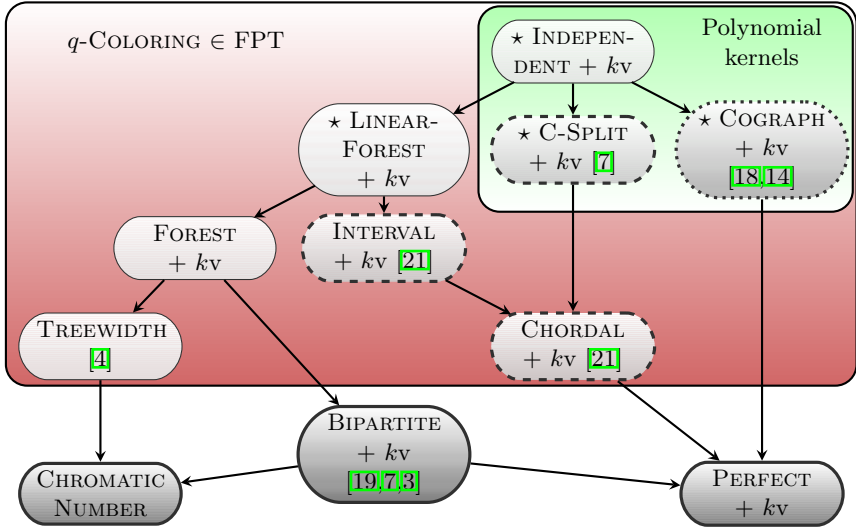 q-COLORING ∈ FPT
Polynomial
kernels
⋆ INDEPEN-
DENT + kv
⋆ LINEAR-
FOREST
+ kv
⋆ C-SPLIT
+ kv [7]
⋆ COGRAPH
+ kv
[18,14]
FOREST
+ kv
INTERVAL
+ kv [21]
TREEWIDTH
[4]
CHORDAL
+ kv [21]
BIPARTITE
+ kv
[19,7,3]
CHROMATIC
NUMBER
PERFECT
+ kv